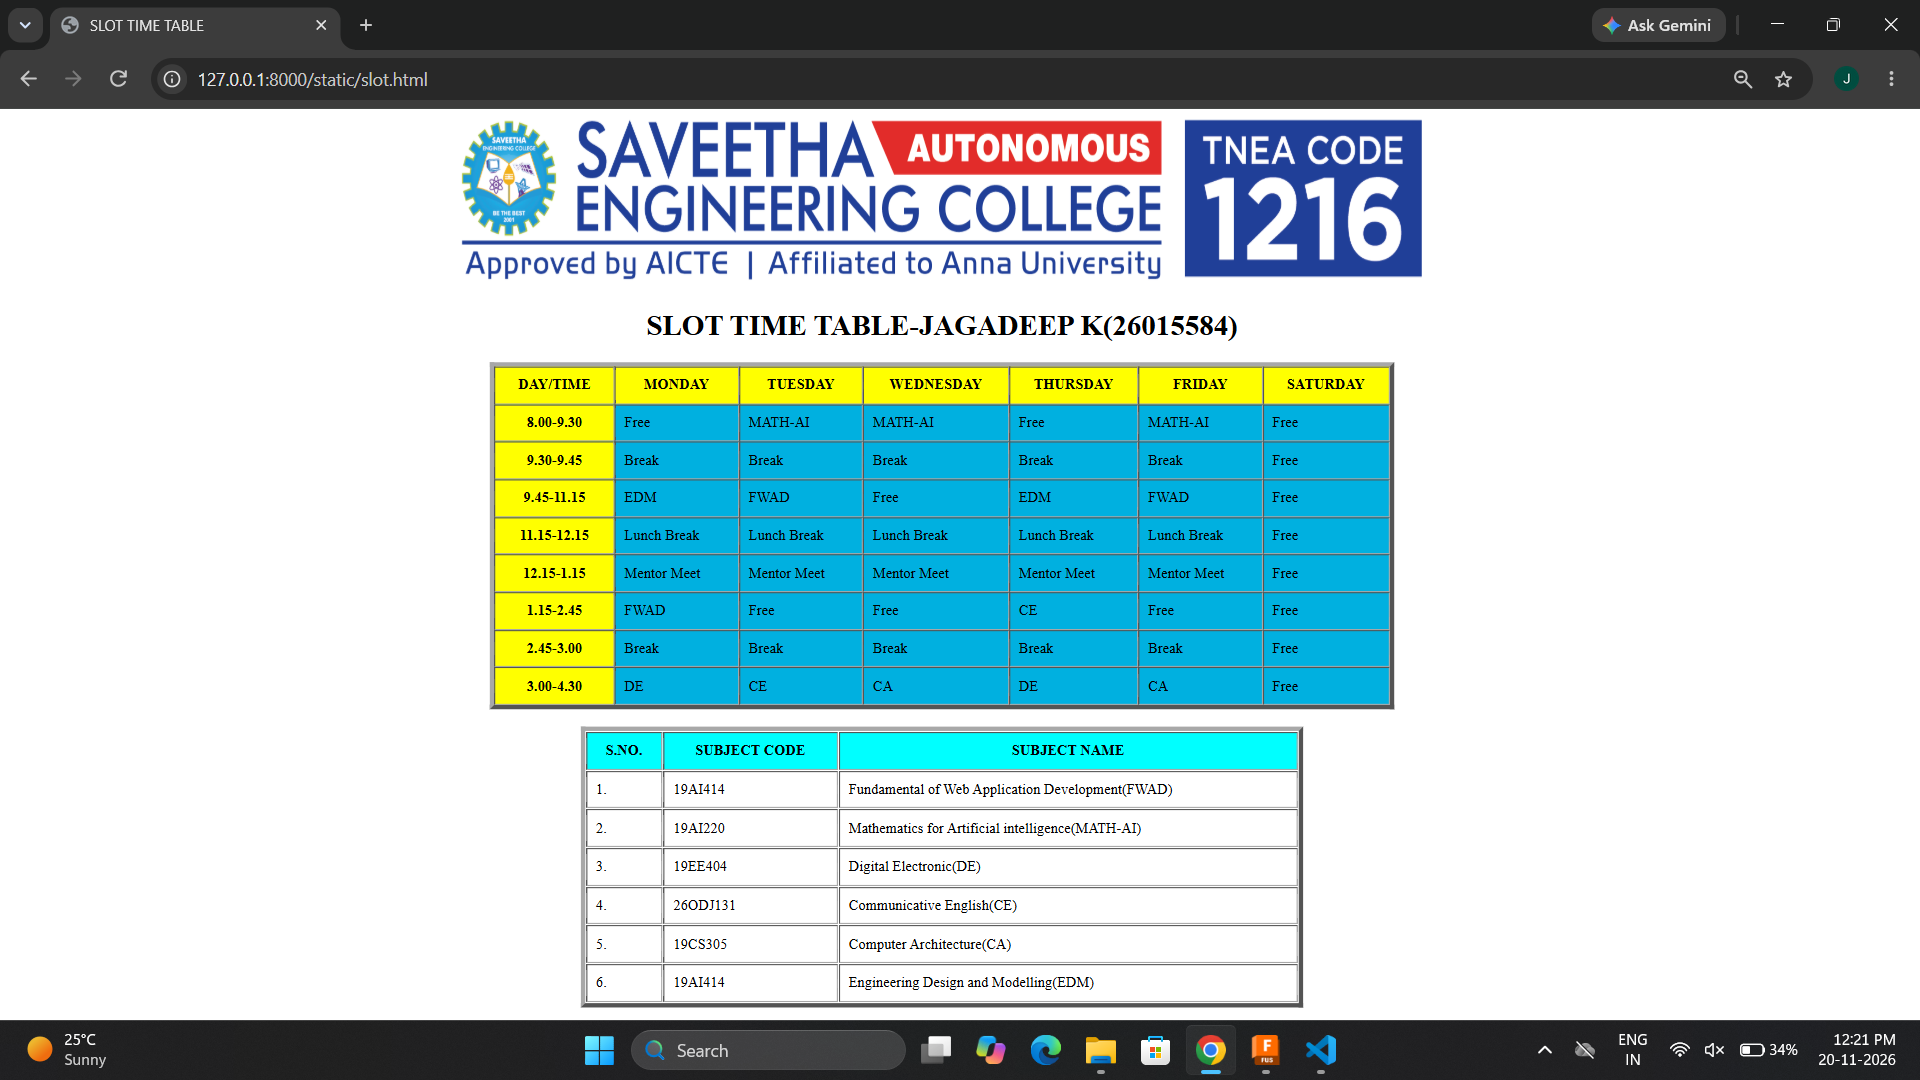 SLOT TIME TABLE
Ask Gemini
127.0.0.1:8000/static/slot.html
J
SAVEETHA
ENGINEERING COLLEGE
BE THE BEST
2001
SAVEETHA AUTONOMOUS
ENGINEERING COLLEGE
Approved by AICTE | Affiliated to Anna University
TNEA CODE
1216
SLOT TIME TABLE-JAGADEEP K(26015584)
DAY/TIME MONDAY TUESDAY WEDNESDAY THURSDAY FRIDAY SATURDAY
8.00-9.30 Free MATH-AI MATH-AI Free MATH-AI Free
9.30-9.45 Break Break Break Break Break Free
9.45-11.15 EDM FWAD Free EDM FWAD Free
11.15-12.15 Lunch Break Lunch Break Lunch Break Lunch Break Lunch Break Free
12.15-1.15 Mentor Meet Mentor Meet Mentor Meet Mentor Meet Mentor Meet Free
1.15-2.45 FWAD Free Free CE Free Free
2.45-3.00 Break Break Break Break Break Free
3.00-4.30 DE CE CA DE CA Free
S.NO. SUBJECT CODE SUBJECT NAME
1. 19AI414 Fundamental of Web Application Development(FWAD)
2. 19AI220 Mathematics for Artificial intelligence(MATH-AI)
3. 19EE404 Digital Electronic(DE)
4. 26ODJ131 Communicative English(CE)
5. 19CS305 Computer Architecture(CA)
6. 19AI414 Engineering Design and Modelling(EDM)
25°C
Sunny
Search
F
FUS
ENG
IN
34%
12:21 PM
20-11-2026